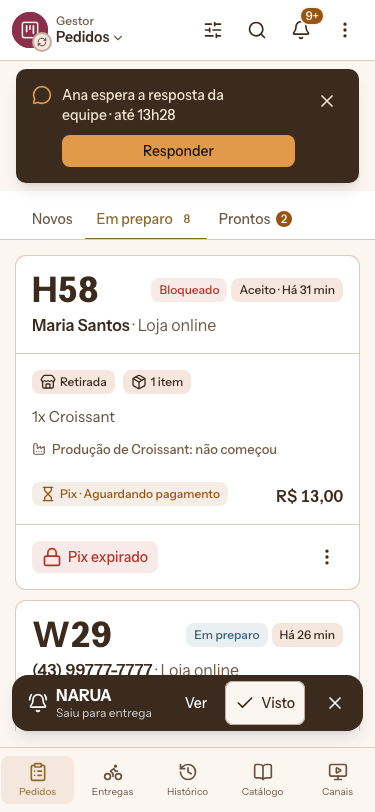 Gestor
Pedidos
9+
Ana espera a resposta da
equipe · até 13h28
Responder
Novos
Em preparo 8
Prontos 2
H58
Bloqueado
Aceito · Há 31 min
Maria Santos · Loja online
Retirada
1 item
1x Croissant
Produção de Croissant: não começou
Pix · Aguardando pagamento
R$ 13,00
Pix expirado
W29
Em preparo
Há 26 min
(43) 99777-7777 · Loja online
NARUA
Saiu para entrega
Ver
Visto
Pedidos
Entregas
Histórico
Catálogo
Canais